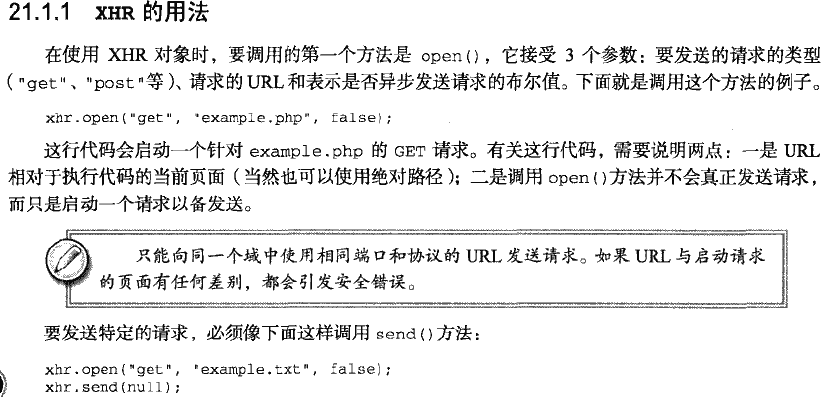 21.1.1 XHR 的用法
在使用 XHR 对象时，要调用的第一个方法是 open()，它接受 3 个参数：要发送的请求的类型
（"get"、"post"等）、请求的 URL 和表示是否异步发送请求的布尔值。下面就是调用这个方法的例子。
xhr.open("get", "example.php", false);
这行代码会启动一个针对 example.php 的 GET 请求。有关这行代码，需要说明两点：一是 URL
相对于执行代码的当前页面（当然也可以使用绝对路径）；二是调用 open()方法并不会真正发送请求，
而只是启动一个请求以备发送。
只能向同一个域中使用相同端口和协议的 URL 发送请求。如果 URL 与启动请求
的页面有任何差别，都会引发安全错误。
要发送特定的请求，必须像下面这样调用 send()方法：
xhr.open("get", "example.txt", false);
xhr.send(null);